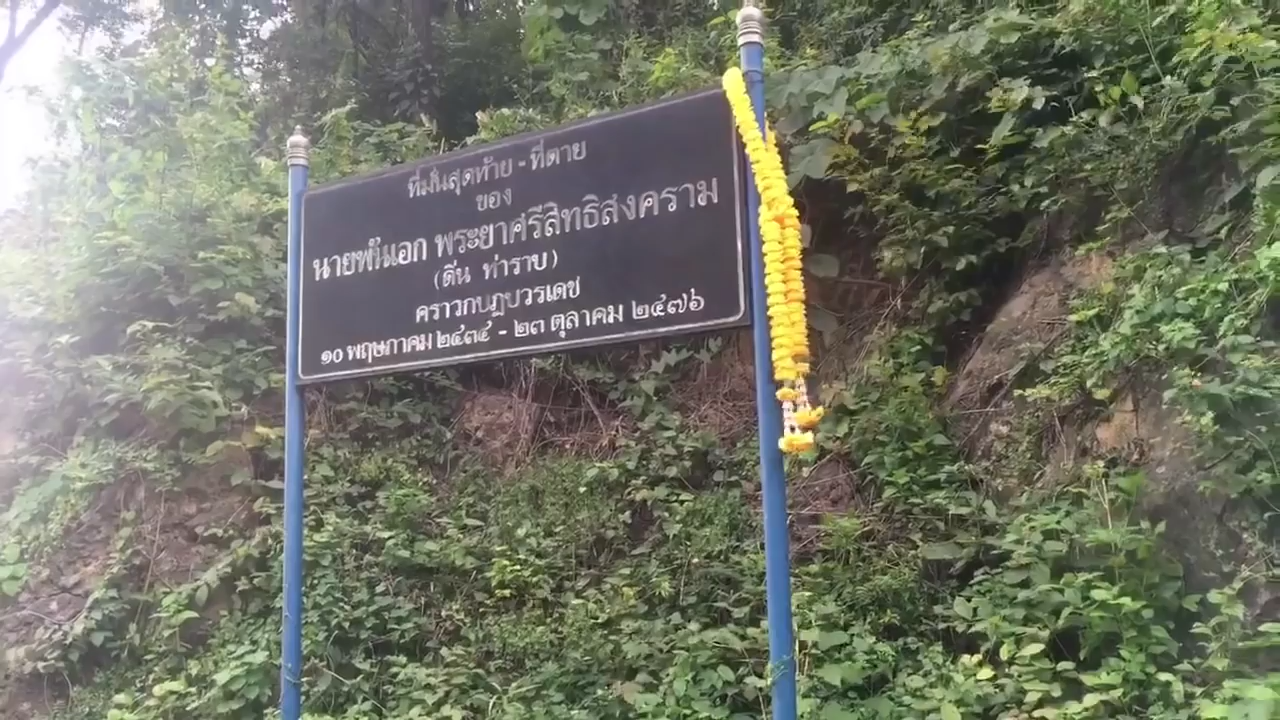 ที่มั่นสุดท้าย - ที่ตาย
ของ
นายพันเอก พระยาศรีสิทธิสงคราม
(ดิ่น ท่าราบ)
คราวกบฏบวรเดช
๑๐ พฤษภาคม ๒๔๓๔ - ๒๓ ตุลาคม ๒๔๗๖